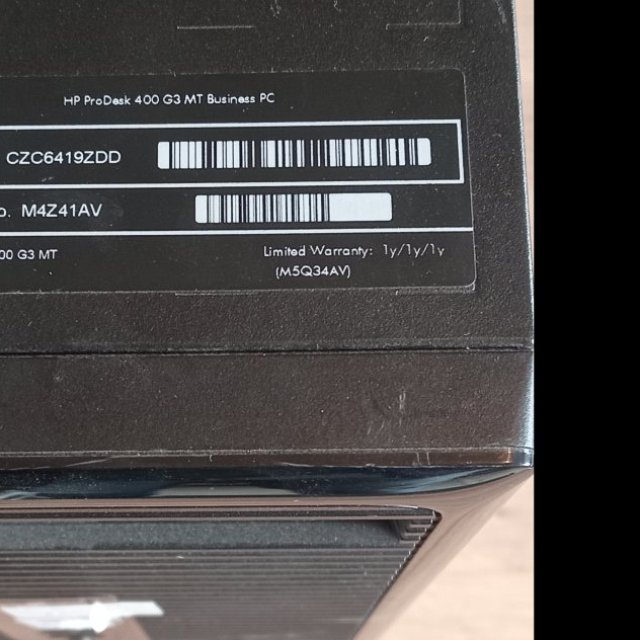 HP ProDesk 400 G3 MT Business PC
CZC6419ZDD
o. M4Z41AV
00 G3 MT
Limited Warranty: 1y/1y/1y
(M5Q34AV)